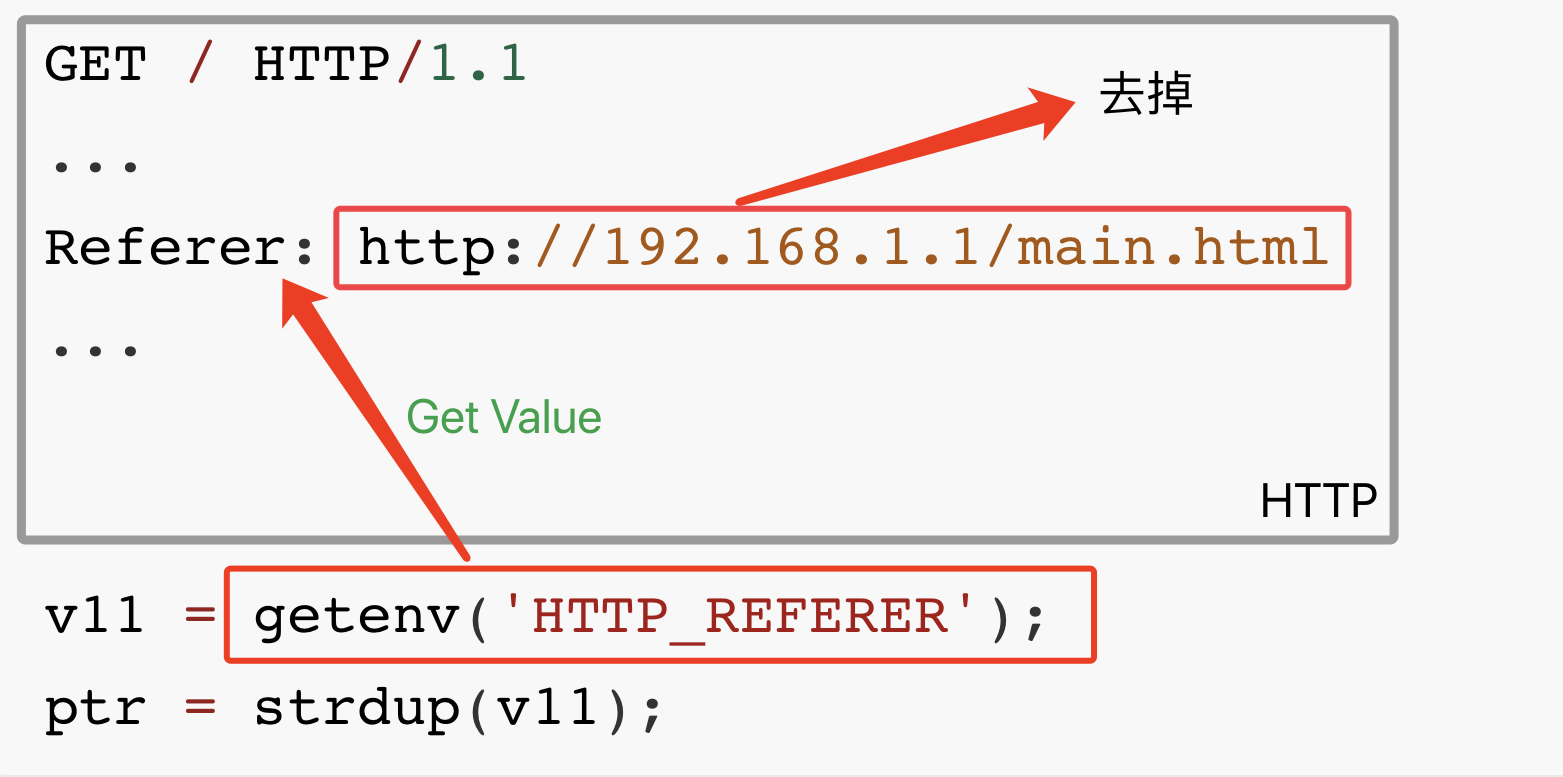 GET / HTTP/1.1
去掉
...
Referer: http://192.168.1.1/main.html
...
Get Value
HTTP
v11 = getenv('HTTP_REFERER');
ptr = strdup(v11);